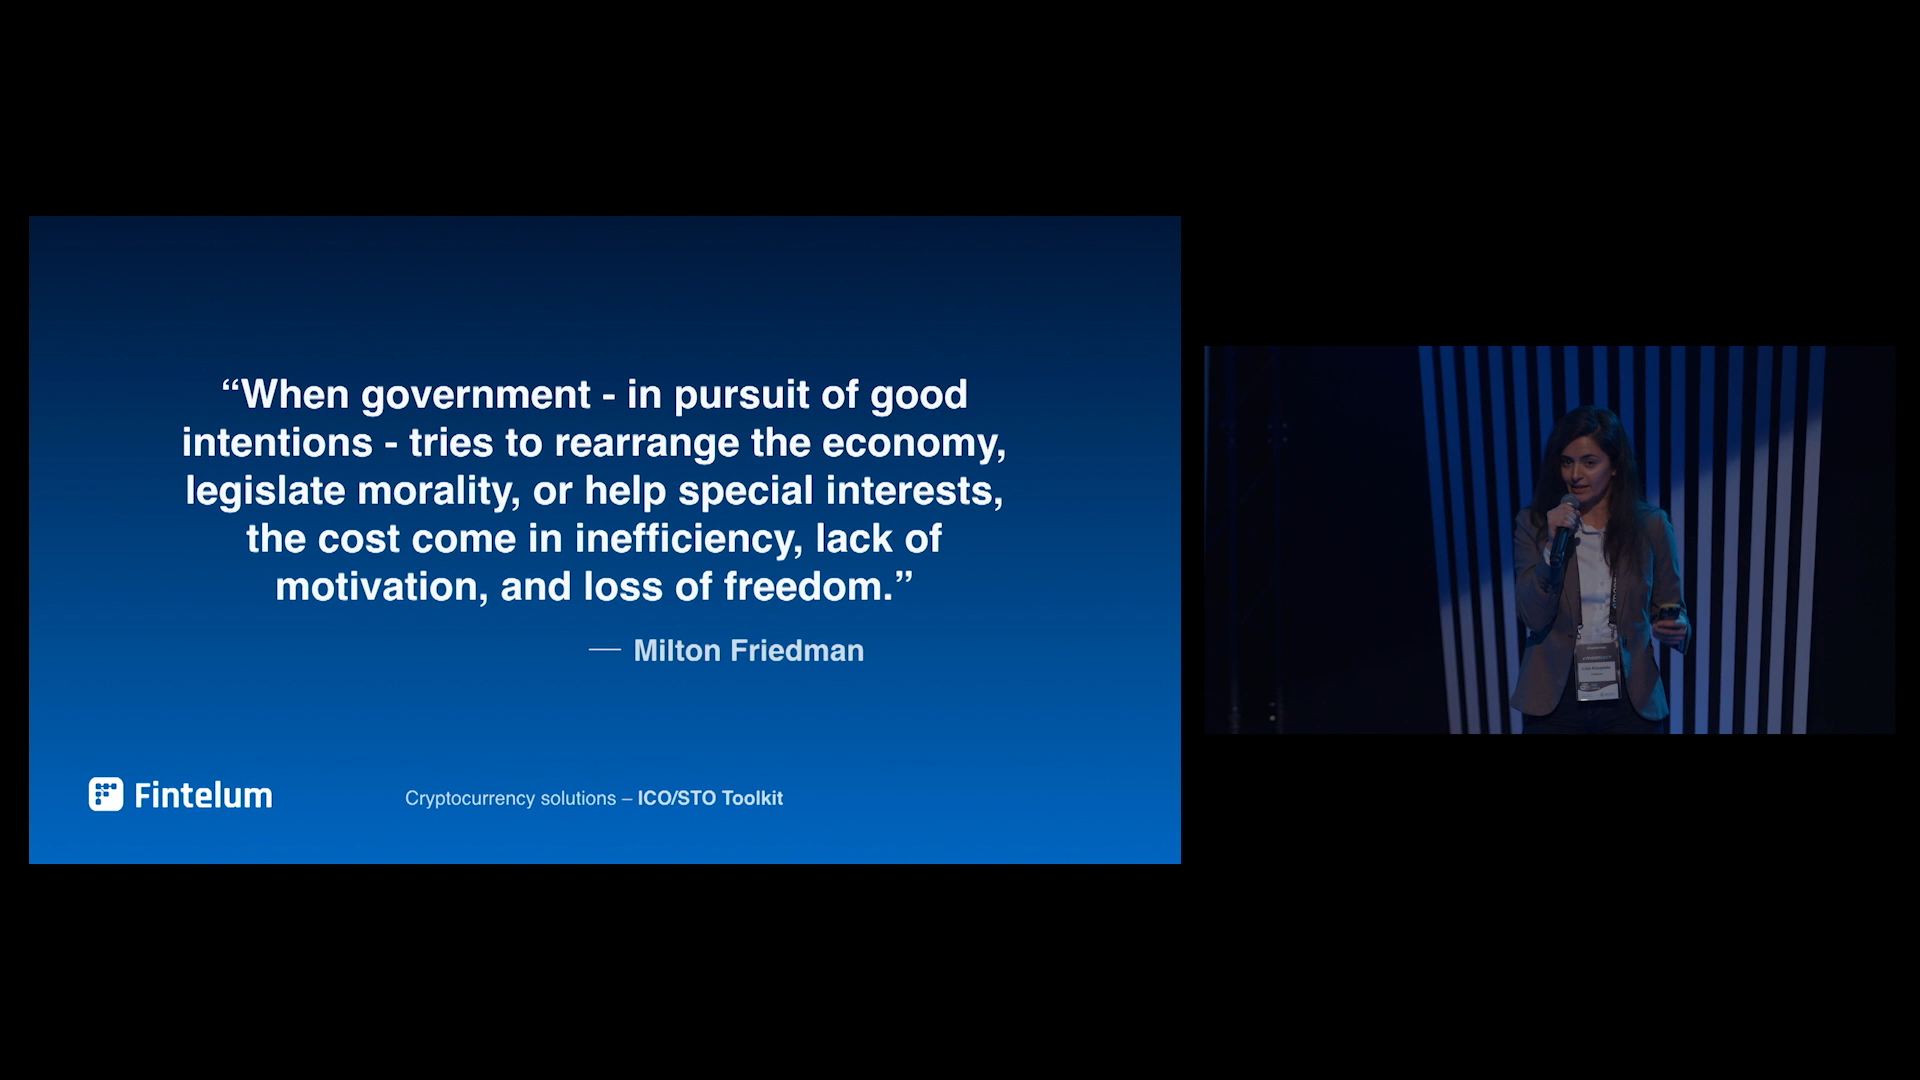 “When government - in pursuit of good
intentions - tries to rearrange the economy,
legislate morality, or help special interests,
the cost come in inefficiency, lack of
motivation, and loss of freedom.”
— Milton Friedman
Fintelum
Cryptocurrency solutions – ICO/STO Toolkit